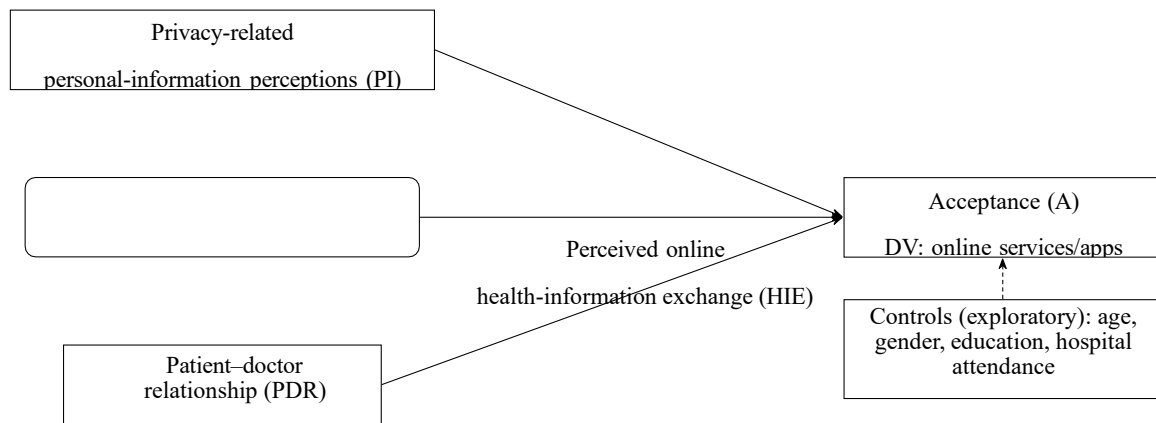 Privacy-related
personal-information perceptions (PI)
Acceptance (A)
DV: online services/apps
Perceived online
health-information exchange (HIE)
Controls (exploratory): age,
gender, education, hospital
attendance
Patient–doctor
relationship (PDR)